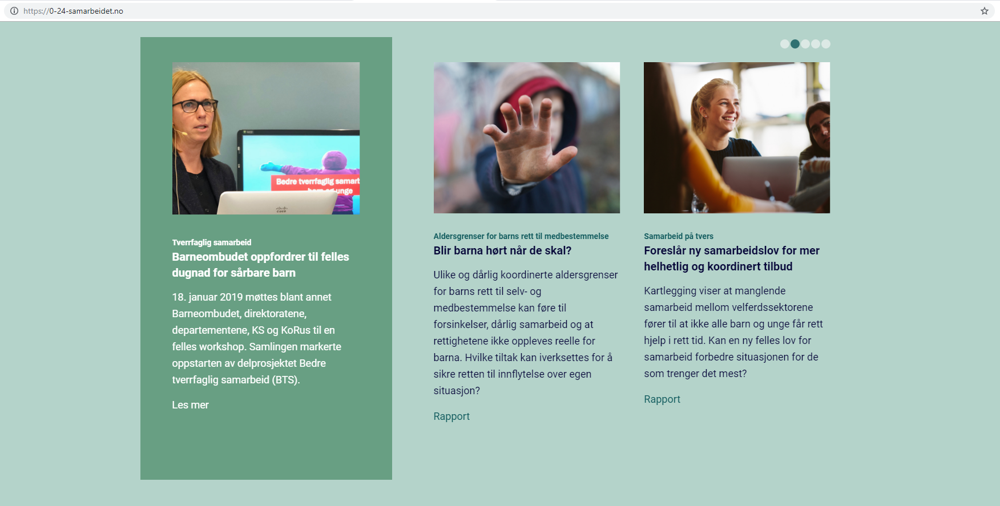 https://0-24-samarbeidet.no
Bedre tverrfaglig samart
unge
CISCO
Tverrfaglig samarbeid
Barneombudet oppfordrer til felles
dugnad for sårbare barn
18. januar 2019 møttes blant annet
Barneombudet, direktoratene,
departementene, KS og KoRus til en
felles workshop. Samlingen markerte
oppstarten av delprosjektet Bedre
tverrfaglig samarbeid (BTS).
Les mer
Aldersgrenser for barns rett til medbestemmelse
Blir barna hørt når de skal?
Ulike og dårlig koordinerte aldersgrenser
for barns rett til selv- og
medbestemmelse kan føre til
forsinkelser, dårlig samarbeid og at
rettighetene ikke oppleves reelle for
barna. Hvilke tiltak kan iverksettes for å
sikre retten til innflytelse over egen
situasjon?
Rapport
Samarbeid på tvers
Foreslår ny samarbeidslov for mer
helhetlig og koordinert tilbud
Kartlegging viser at manglende
samarbeid mellom velferdssektorene
fører til at ikke alle barn og unge får rett
hjelp i rett tid. Kan en ny felles lov for
samarbeid forbedre situasjonen for de
som trenger det mest?
Rapport